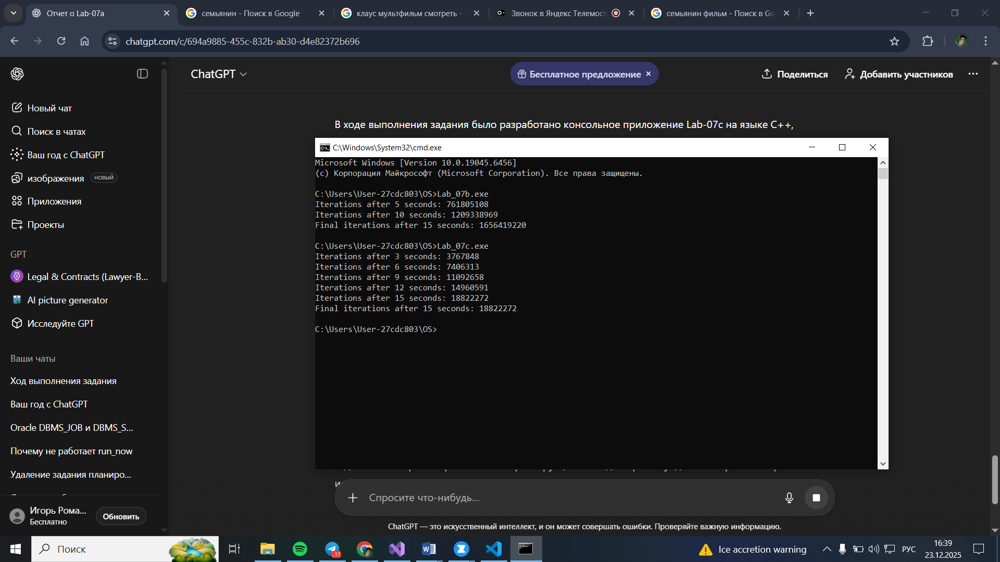 Отчет о Lab-07a
семьянин - Поиск в Google
клаус мультфильм смотреть -
Звонок в Яндекс Телемост
семьянин фильм - Поиск в Go
chatgpt.com/c/694a9885-455c-832b-ab30-d4e82372b696
ChatGPT
Бесплатное предложение
Поделиться
Добавить участников
Новый чат
Поиск в чатах
Ваш год с ChatGPT
изображения НОВЫЙ
Приложения
Проекты
GPT
Legal & Contracts (Lawyer-B...
AI picture generator
Исследуйте GPT
Ваши чаты
Ход выполнения задания
Ваш год с ChatGPT
Oracle DBMS_JOB и DBMS_S...
Почему не работает run_now
Удаление задания планиро...
Игорь Рома...
Бесплатно
Обновить
В ходе выполнения задания было разработано консольное приложение Lab-07c на языке C++,
C:\Windows\System32\cmd.exe
Microsoft Windows [Version 10.0.19045.6456]
(c) Корпорация Майкрософт (Microsoft Corporation). Все права защищены.
C:\Users\User-27cdc803\OS>Lab_07b.exe
Iterations after 5 seconds: 761805108
Iterations after 10 seconds: 1209338969
Final iterations after 15 seconds: 1656419220
C:\Users\User-27cdc803\OS>Lab_07c.exe
Iterations after 3 seconds: 3767848
Iterations after 6 seconds: 7406313
Iterations after 9 seconds: 11092658
Iterations after 12 seconds: 14960591
Iterations after 15 seconds: 18822272
Final iterations after 15 seconds: 18822272
C:\Users\User-27cdc803\OS>
Спросите что-нибудь...
ChatGPT — это искусственный интеллект, и он может совершать ошибки. Проверяйте важную информацию.
Поиск
..11
Ice accretion warning
РУС
16:39
23.12.2025